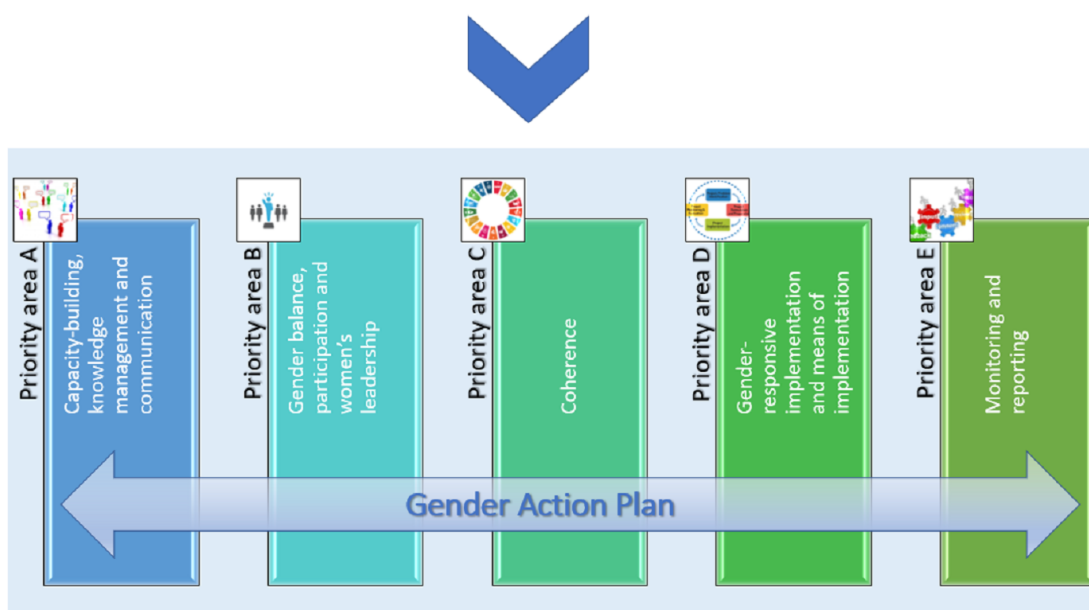 Priority area A
Capacity-building,
knowledge
management and
communication
Priority area B
Gender balance,
participation and
women's
leadership
Priority area C
Coherence
Priority area D
Gender-
responsive
implementation
and means of
implementation
Priority area E
Monitoring and
reporting
Gender Action Plan